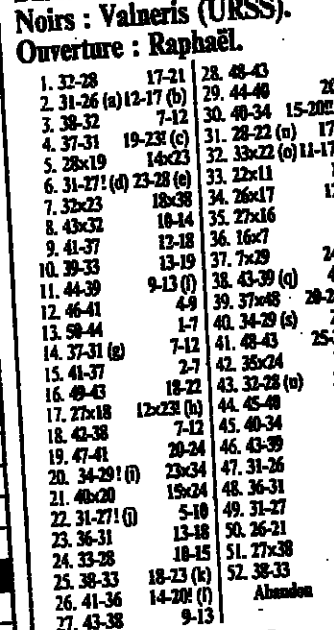 Noirs : Valneris (URSS).
Ouverture : Raphaël.
1. 32-28 17-21
2. 31-26 (a) 12-17 (b)
3. 38-32 7-12
4. 37-31 19-23! (c)
5. 28x19 14x23
6. 31-27! (d) 23-28 (e)
7. 32x23 18x38
8. 43x32 10-14
9. 41-37 12-18
10. 39-33 13-19
11. 44-39 9-13 (f)
12. 46-41 4-9
13. 50-44 1-7
14. 37-31 (g) 7-12
15. 41-37 2-7
16. 49-43 18-22
17. 27x18 12x23! (h)
18. 42-38 7-12
19. 47-41 20-24
20. 34-29! (i) 23x34
21. 40x20 15x24
22. 31-27! (j) 5-10
23. 36-31 13-18
24. 33-28 10-15
25. 38-33 18-23 (k)
26. 41-36 14-20! (l)
27. 43-38 9-13
28. 48-43
29. 44-40
30. 40-34 15-20!!
31. 28-22 (n)
32. 33x22 (o) 11-17
33. 22x11
34. 26x17
35. 27x16
36. 16x7
37. 7x29
38. 43-39 (q)
39. 37x48
40. 34-29 (s)
41. 48-43
42. 35x24
43. 32-28 (u)
44. 45-40
45. 40-34
46. 43-39
47. 31-26
48. 36-31
49. 31-27
50. 26-21
51. 27x38
52. 38-33
Abandon